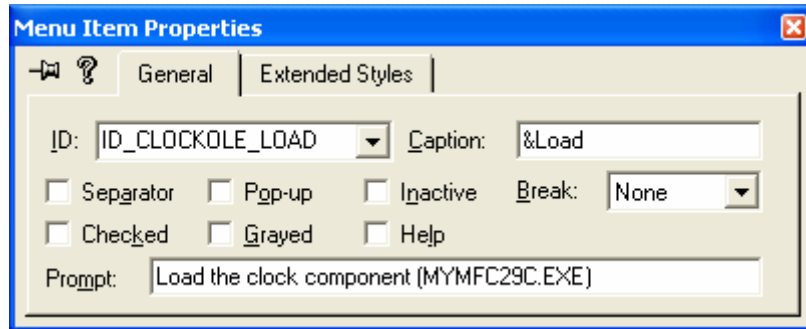 Menu Item Properties
General Extended Styles
ID: ID_CLOCKOLE_LOAD Caption: &Load
Separator Pop-up Inactive Break: None
Checked Grayed Help
Prompt: Load the clock component (MYMFC29C.EXE)